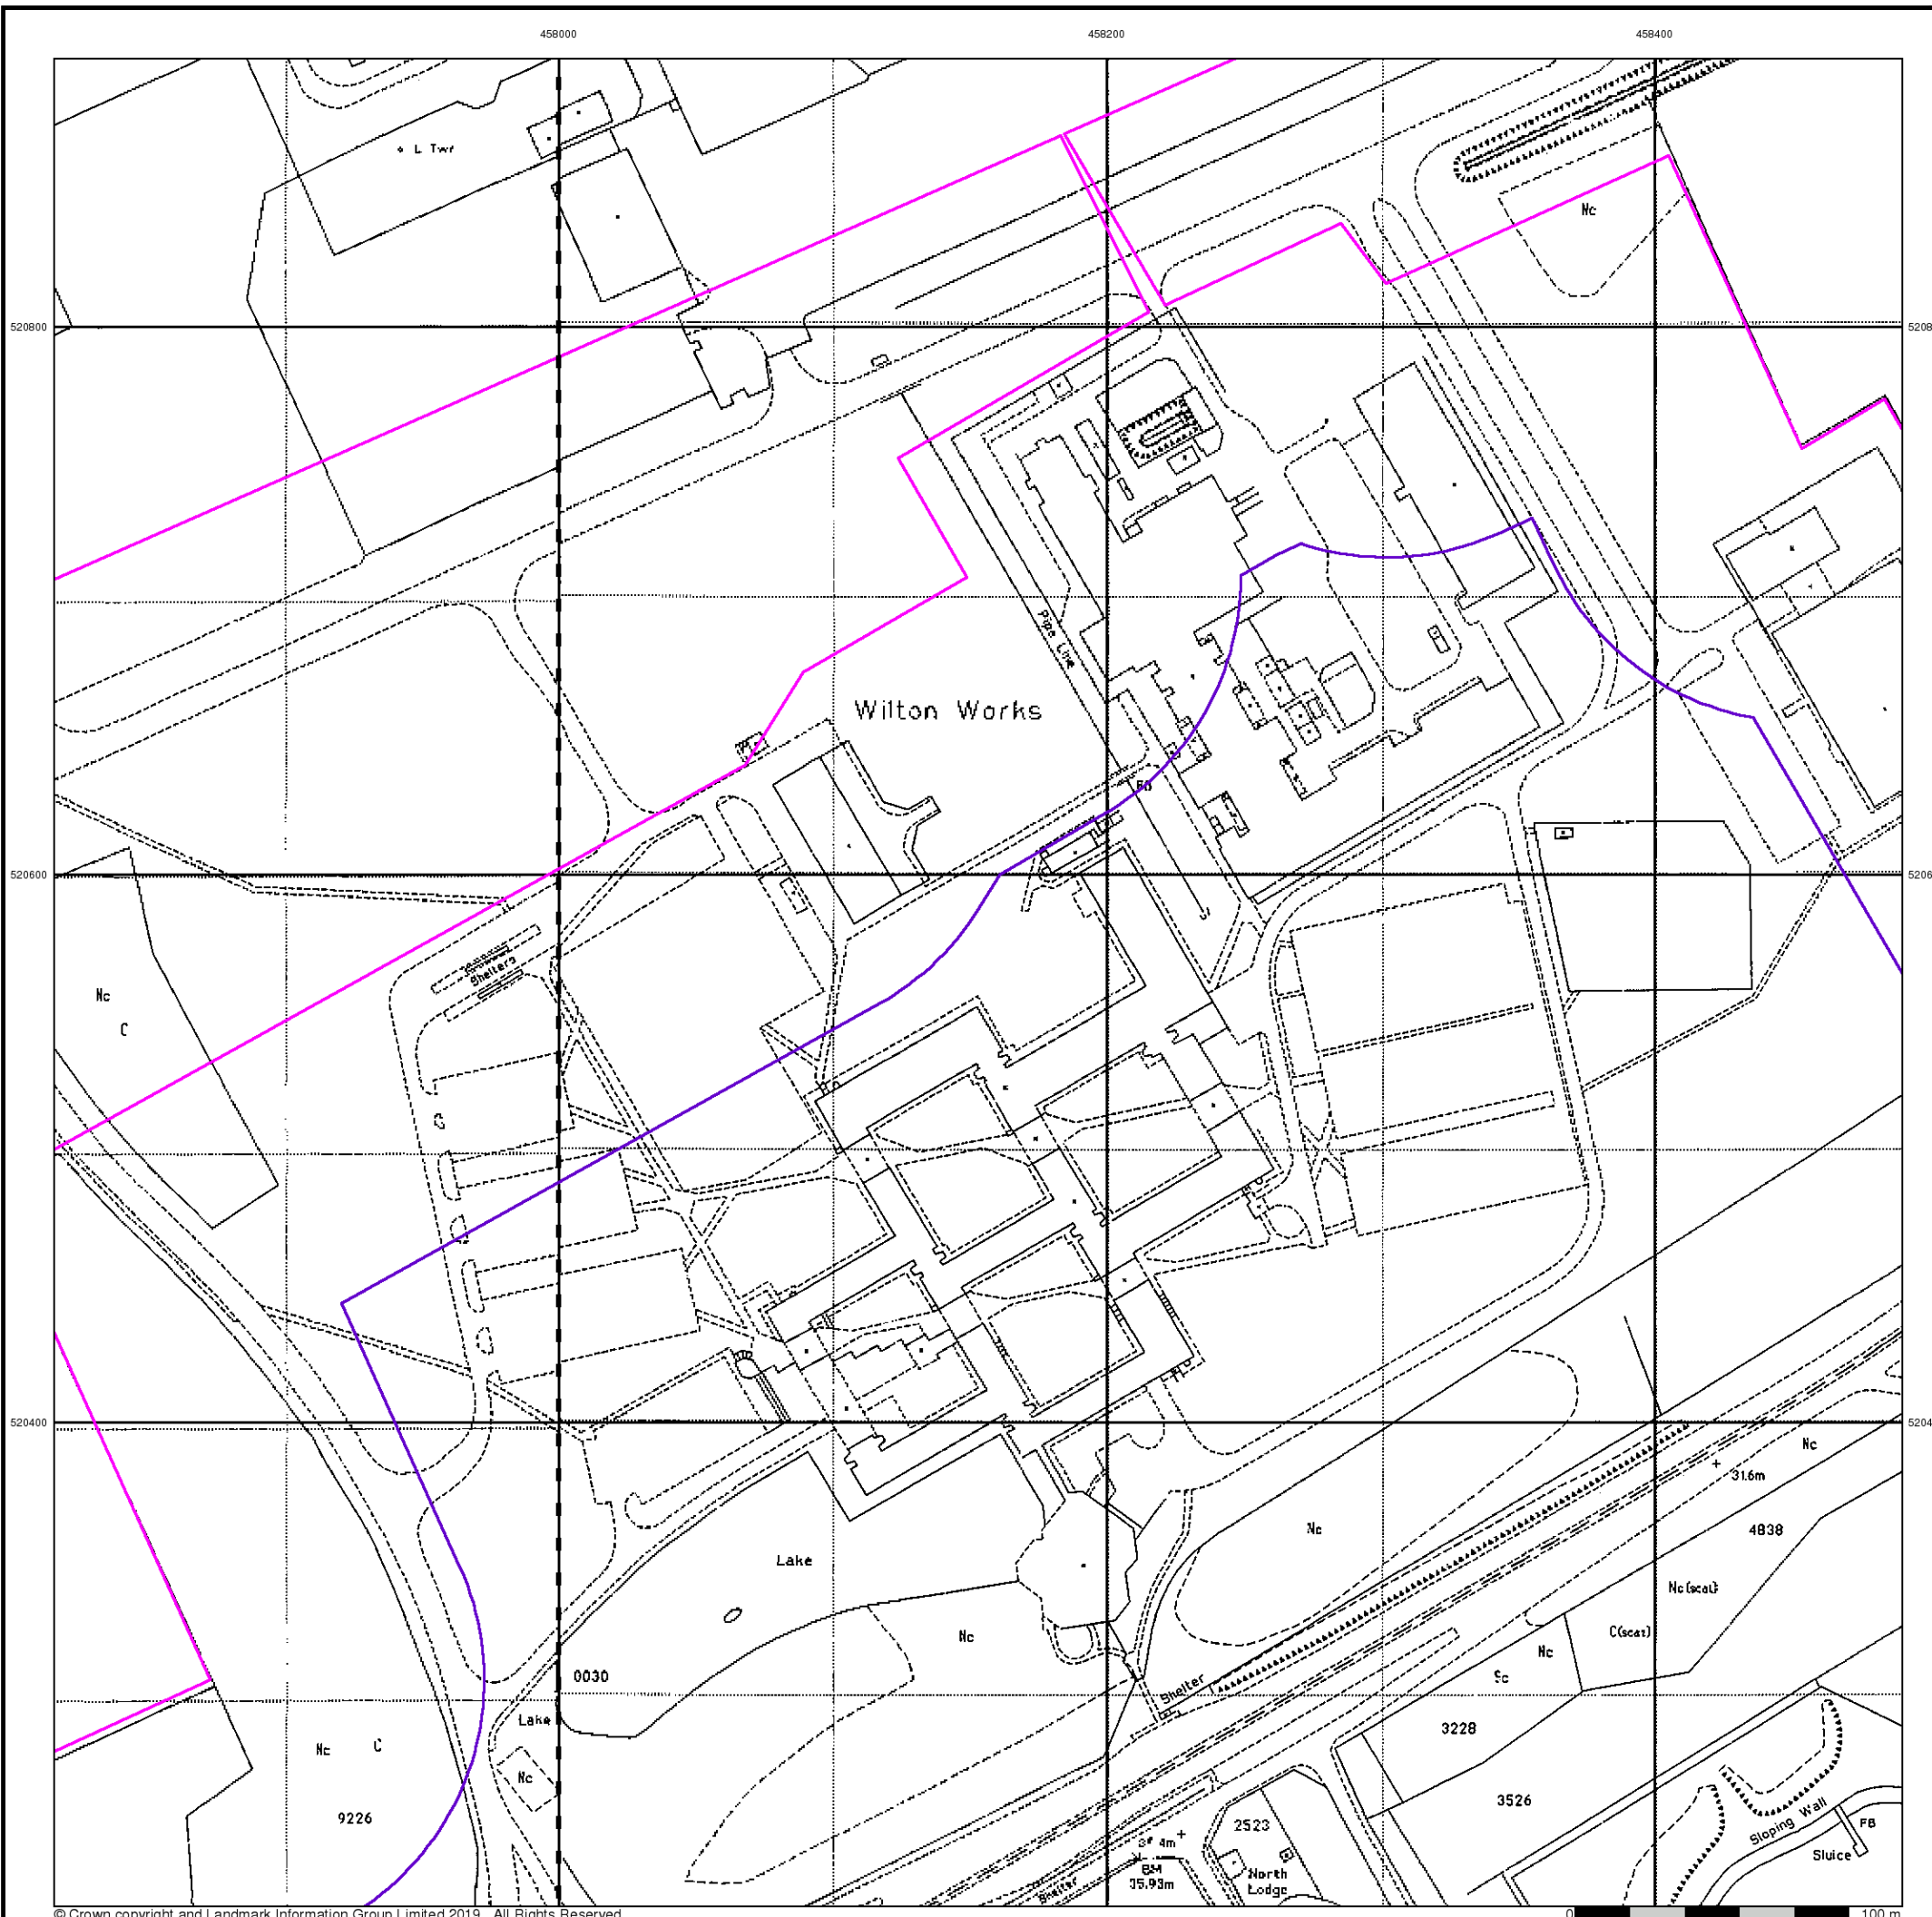 458000
458200
458400
L Twr
Nc
520800
5208
Pipe Line
Wilton Works
520600
5206
Shelters
Nc
C
520400
5204
Nc
31.6m
4838
Nc
Lake
Nc(scat)
C(scat)
Nc
Nc
Sc
0030
Shelter
Lake
3228
Nc
C
Nc
3526
9226
2523
Sloping Wall
FB
Sluice
BM
35.93m
North
Lodge
Shelter
© Crown copyright and Landmark Information Group Limited 2019. All Rights Reserved.
0
100 m